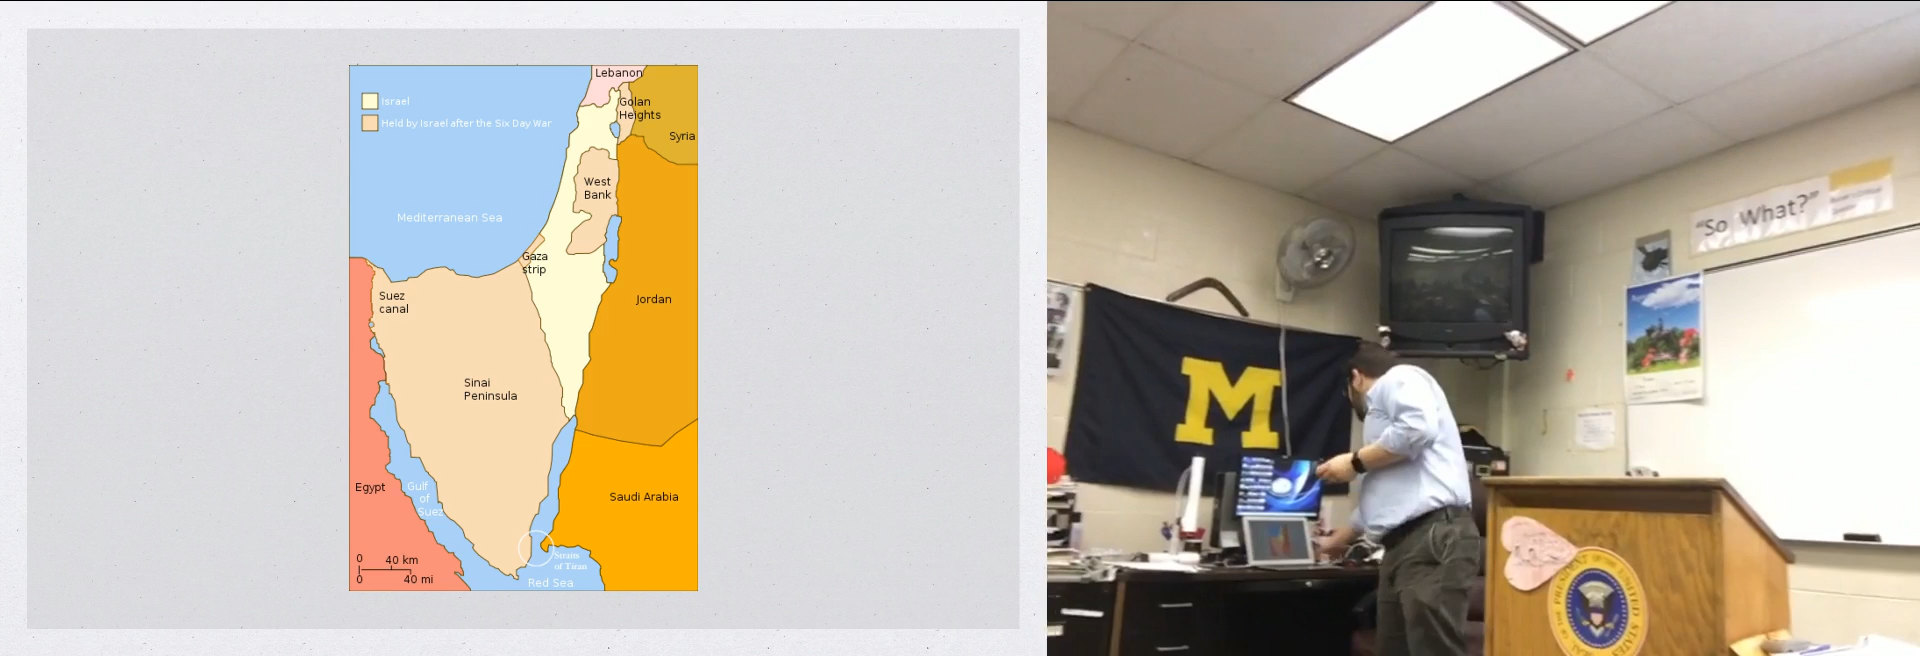 Lebanon
Israel
Golan
Heights
Held by Israel after the Six Day War
Syria
West
Bank
Mediterranean Sea
Gaza
strip
Suez
canal
Jordan
Sinai
Peninsula
Egypt
Gulf
of
Suez
Saudi Arabia
0 40 km
0 40 mi
Straits
of Tiran
Red Sea
"So What?"
M